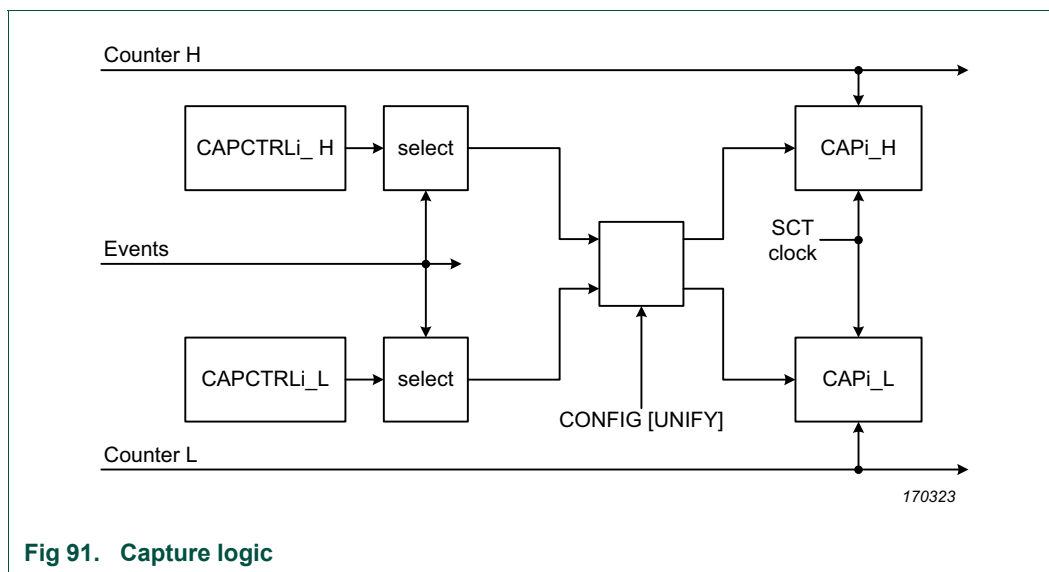 Counter H
CAPCTRLi_ H
select
CAPi_H
SCT
clock
Events
CAPCTRLi_L
select
CAPi_L
CONFIG [UNIFY]
Counter L
170323
Fig 91. Capture logic